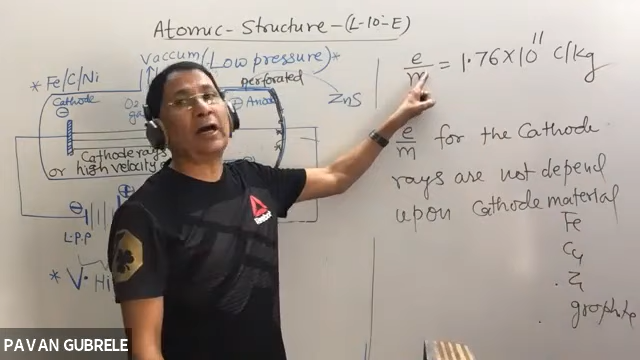 Atomic-Structure-(L-10-E)
vaccum (Low pressure)*
* Fe/C/Ni
perforated
Cathode
O2
Anode
ZnS
Cathode rays
or high velocity
L.P.P
* V. Hi
e/m = 1.76×10^11 C/kg
e/m for the Cathode
rays are not depend
upon Cathode material
Fe
Cu
graphite
Reebok
PAVAN GUBRELE